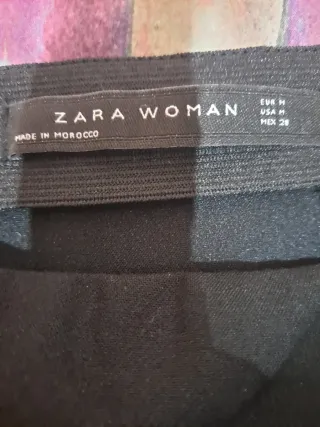 ZARA WOMAN
EUR M
USA M
MEX 28
MADE IN MOROCCO